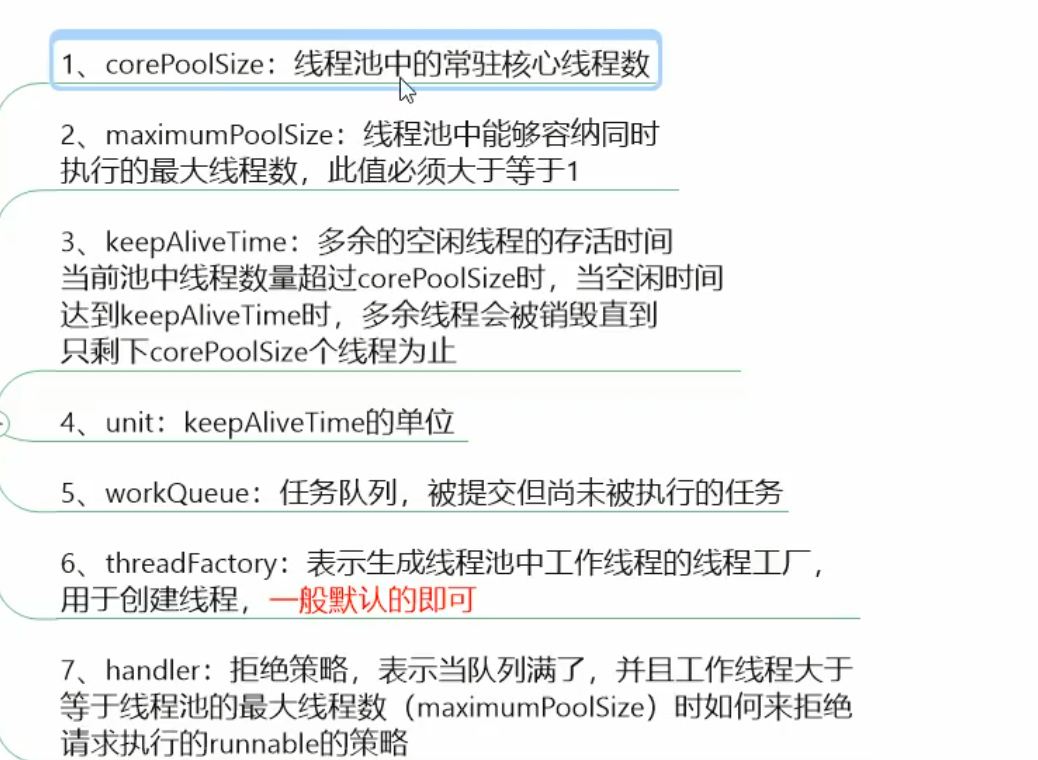 1、corePoolSize：线程池中的常驻核心线程数
2、maximumPoolSize：线程池中能够容纳同时
执行的最大线程数，此值必须大于等于1
3、keepAliveTime：多余的空闲线程的存活时间
当前池中线程数量超过corePoolSize时，当空闲时间
达到keepAliveTime时，多余线程会被销毁直到
只剩下corePoolSize个线程为止
4、unit：keepAliveTime的单位
5、workQueue：任务队列，被提交但尚未被执行的任务
6、threadFactory：表示生成线程池中工作线程的线程工厂，
用于创建线程，一般默认的即可
7、handler：拒绝策略，表示当队列满了，并且工作线程大于
等于线程池的最大线程数（maximumPoolSize）时如何来拒绝
请求执行的runnable的策略